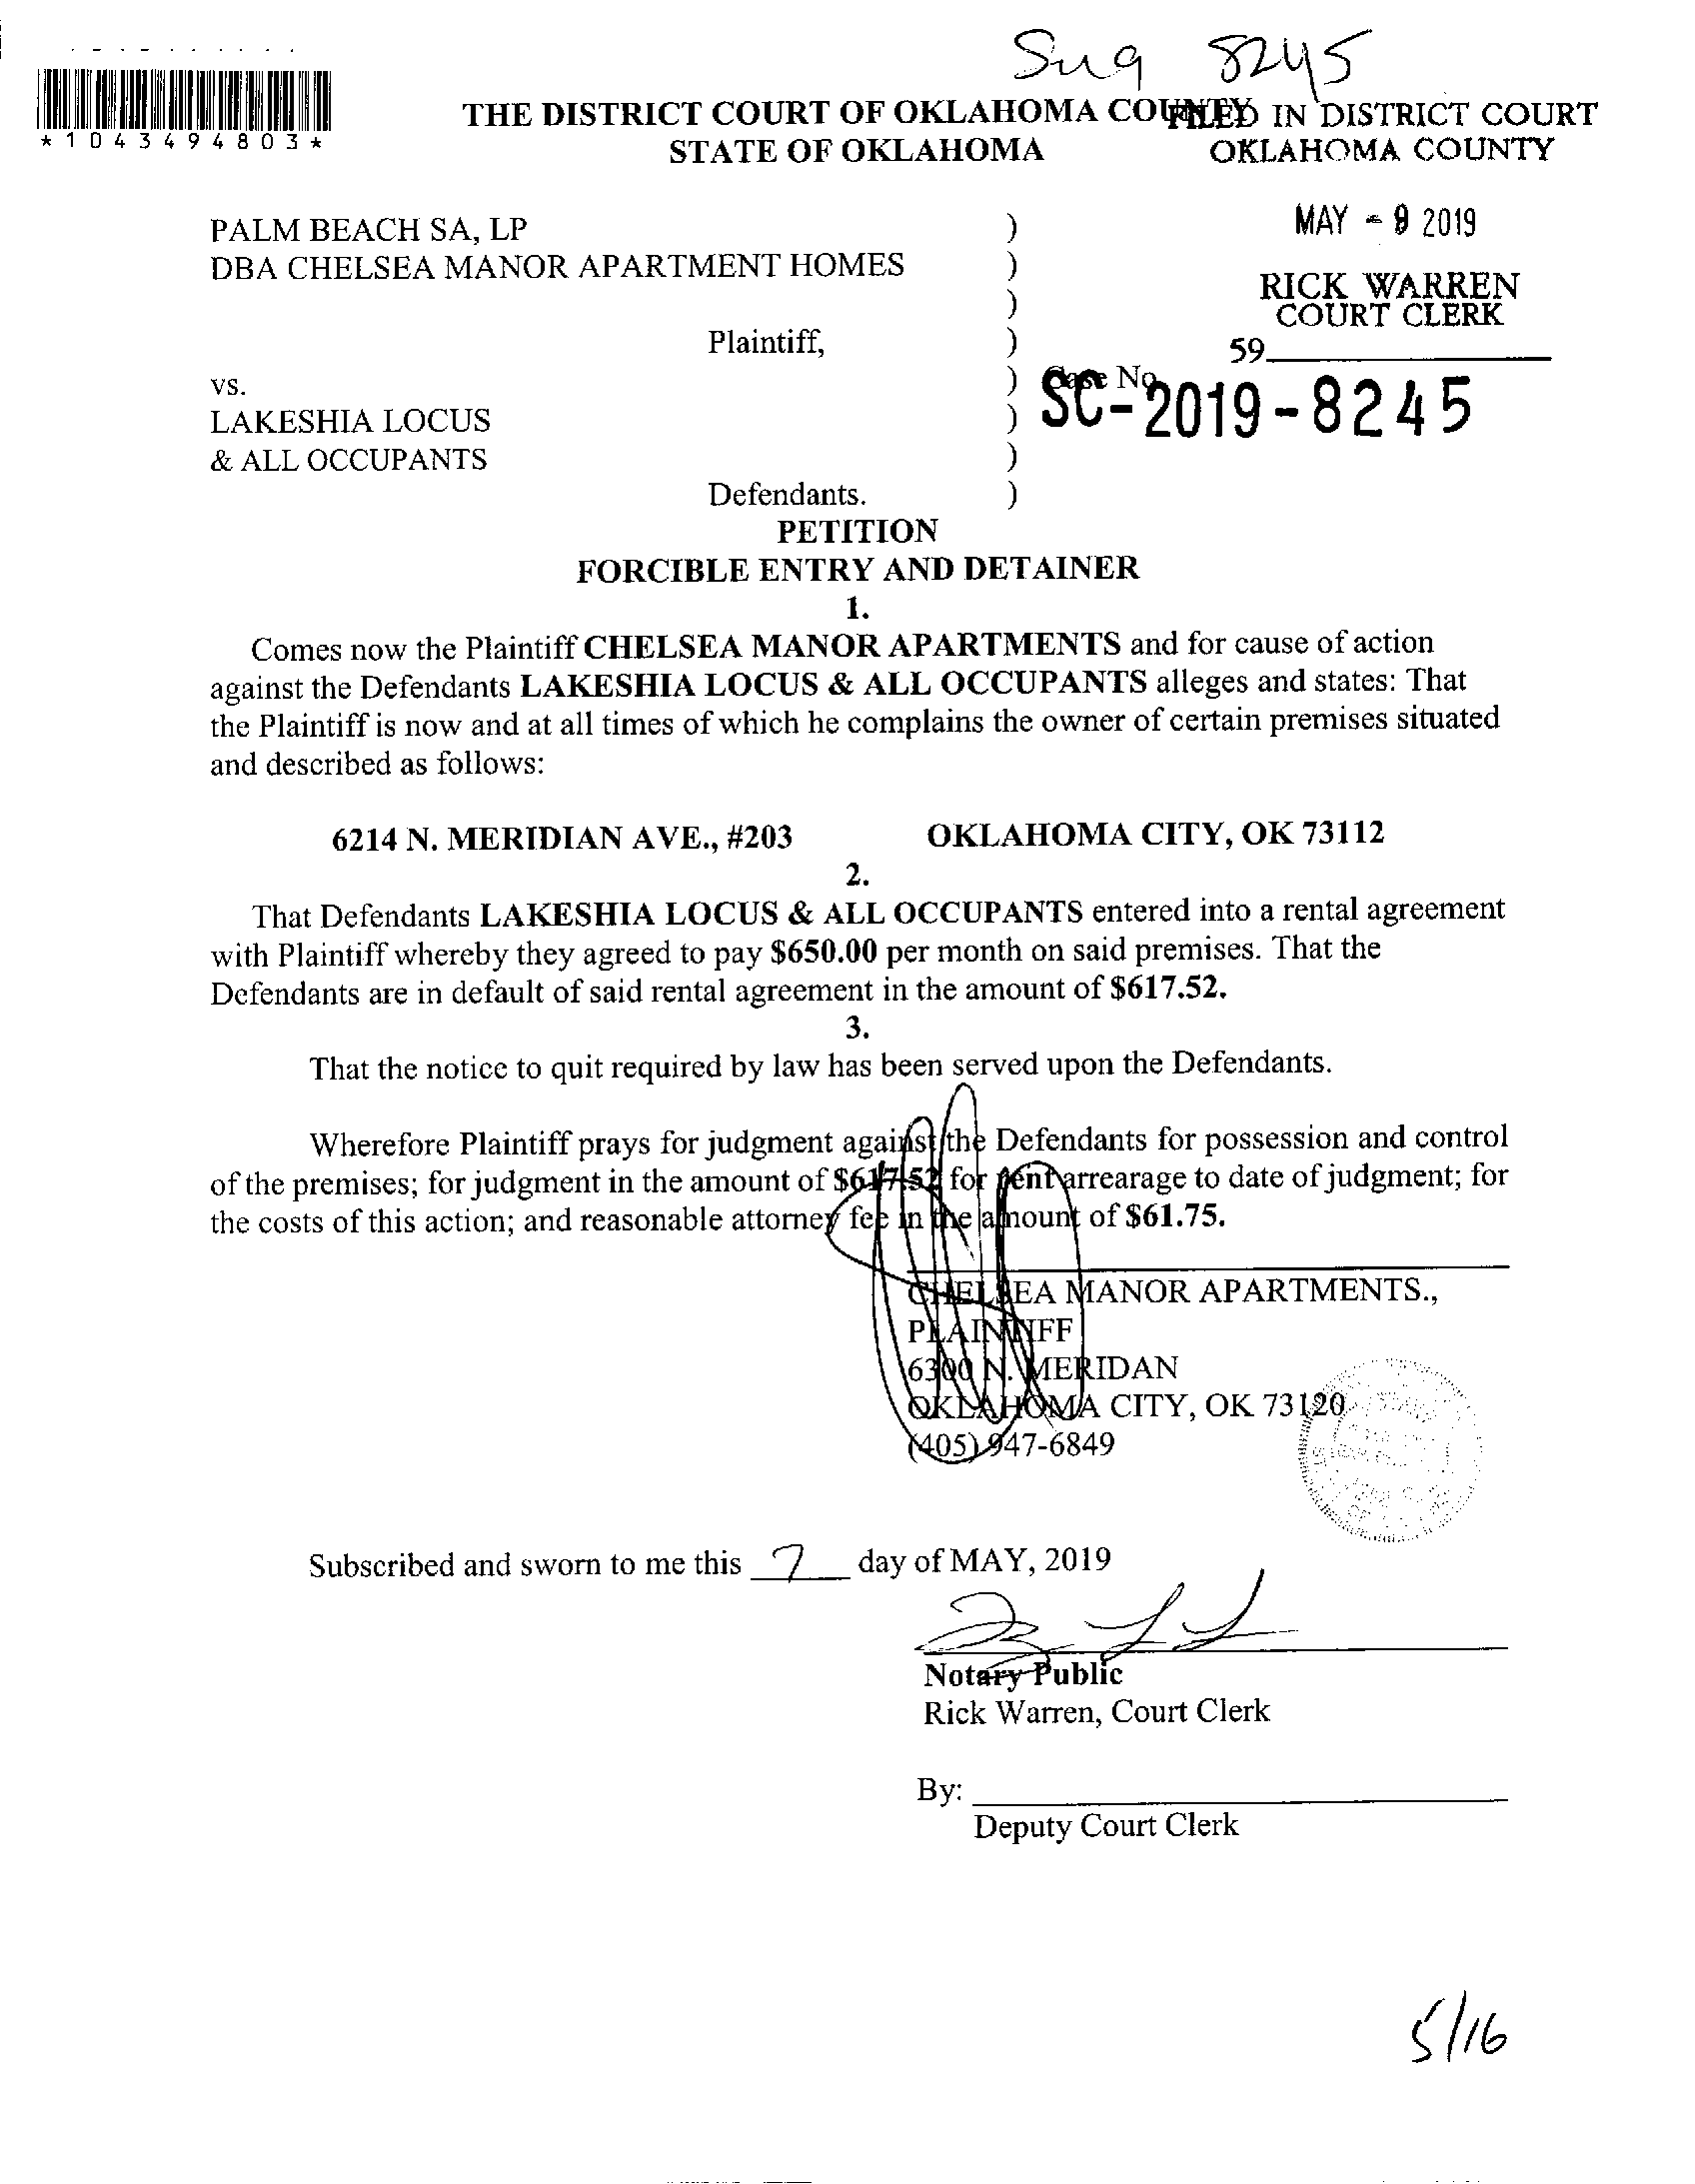 8245
*1043494803*
THE DISTRICT COURT OF OKLAHOMA COUNTY
STATE OF OKLAHOMA
FILED IN DISTRICT COURT
OKLAHOMA COUNTY
MAY - 9 2019
RICK WARREN
COURT CLERK
59
PALM BEACH SA, LP )
DBA CHELSEA MANOR APARTMENT HOMES )
)
Plaintiff, )
vs. ) Case No.
SC-2019-8245
LAKESHIA LOCUS )
& ALL OCCUPANTS )
Defendants. )
PETITION
FORCIBLE ENTRY AND DETAINER
1.
Comes now the Plaintiff CHELSEA MANOR APARTMENTS and for cause of action
against the Defendants LAKESHIA LOCUS & ALL OCCUPANTS alleges and states: That
the Plaintiff is now and at all times of which he complains the owner of certain premises situated
and described as follows:
6214 N. MERIDIAN AVE., #203 OKLAHOMA CITY, OK 73112
2.
That Defendants LAKESHIA LOCUS & ALL OCCUPANTS entered into a rental agreement
with Plaintiff whereby they agreed to pay $650.00 per month on said premises. That the
Defendants are in default of said rental agreement in the amount of $617.52.
3.
That the notice to quit required by law has been served upon the Defendants.
Wherefore Plaintiff prays for judgment against the Defendants for possession and control
of the premises; for judgment in the amount of $617.52 for rent arrearage to date of judgment; for
the costs of this action; and reasonable attorney fee in the amount of $61.75.
CHELSEA MANOR APARTMENTS.,
PLAINTIFF
6300 N. MERIDAN
OKLAHOMA CITY, OK 73120
(405) 947-6849
Subscribed and sworn to me this 7 day of MAY, 2019
Notary Public
Rick Warren, Court Clerk
By:
Deputy Court Clerk
5/16